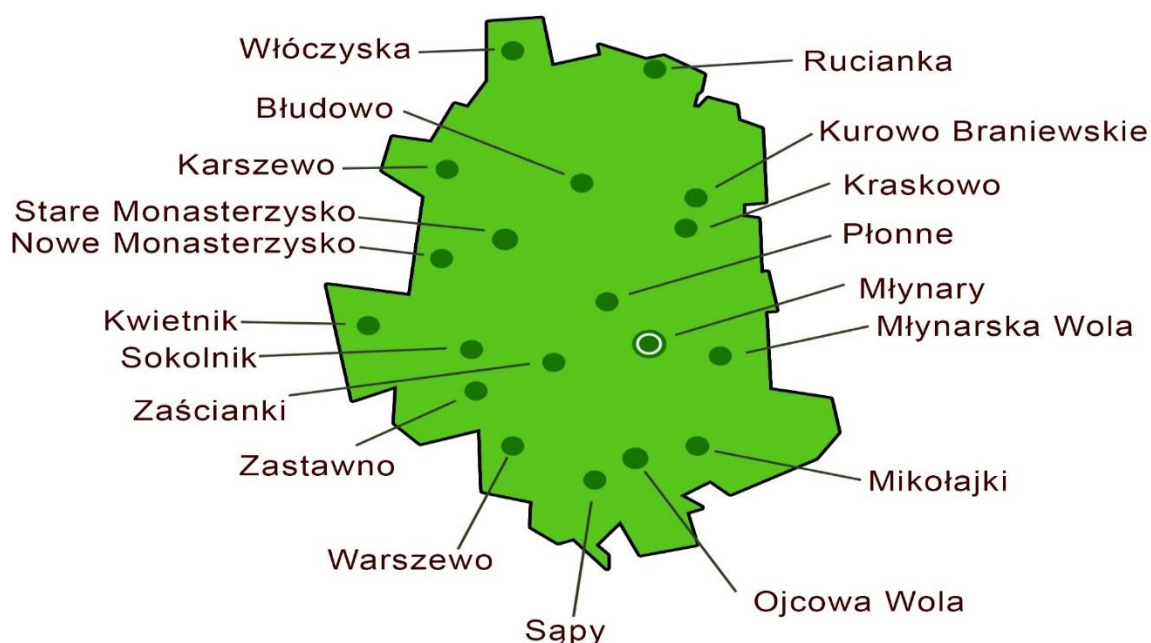 Włóczyska
Rucianka
Błudowo
Kurowo Braniewskie
Karszewo
Kraskowo
Stare Monasterzysko
Płonne
Nowe Monasterzysko
Młynary
Kwietnik
Młynarska Wola
Sokolnik
Zaścianki
Zastawno
Mikołajki
Warszewo
Ojcowa Wola
Sąpy